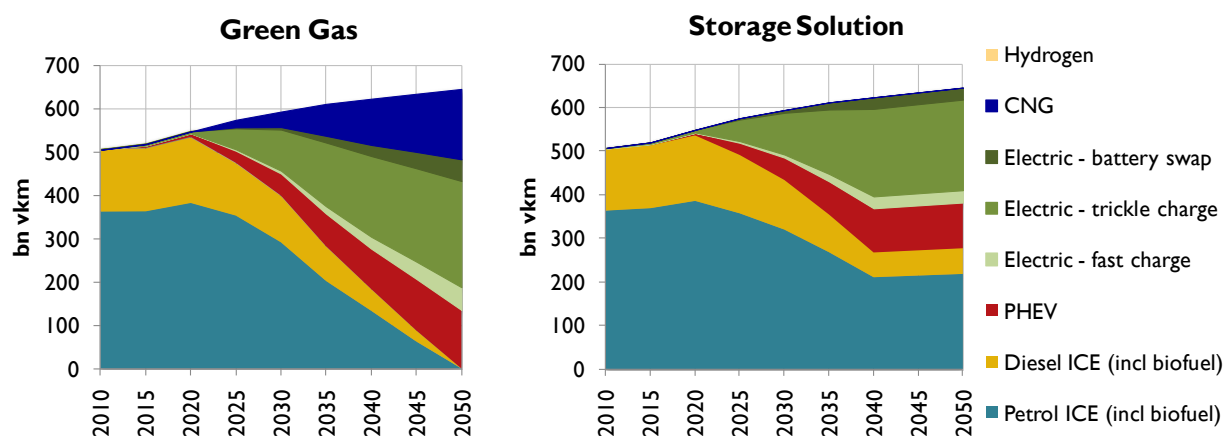 Green Gas
bn vkm
700
600
500
400
300
200
100
0
2010
2015
2020
2025
2030
2035
2040
2045
2050
Storage Solution
bn vkm
700
600
500
400
300
200
100
0
2010
2015
2020
2025
2030
2035
2040
2045
2050
Hydrogen
CNG
Electric - battery swap
Electric - trickle charge
Electric - fast charge
PHEV
Diesel ICE (incl biofuel)
Petrol ICE (incl biofuel)